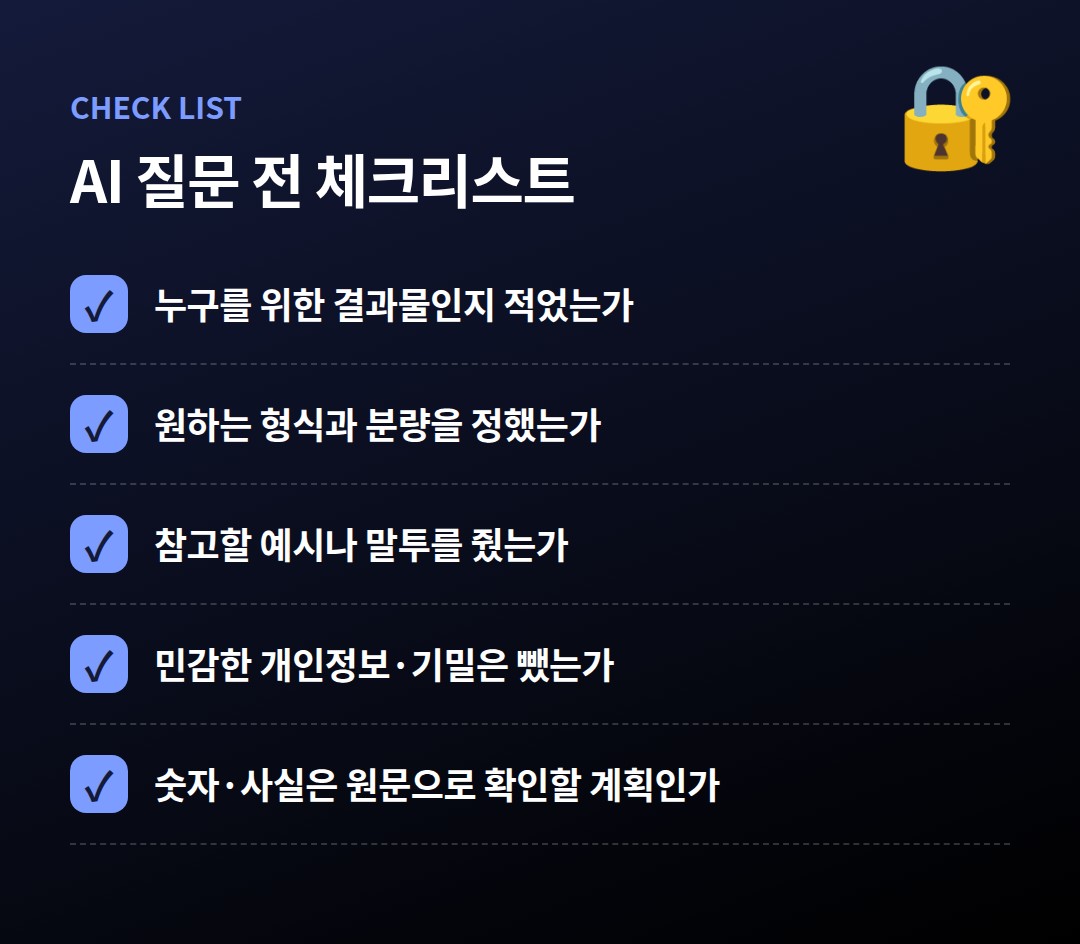 CHECK LIST
AI 질문 전 체크리스트
누구를 위한 결과물인지 적었는가
원하는 형식과 분량을 정했는가
참고할 예시나 말투를 줬는가
민감한 개인정보·기밀은 뺐는가
숫자·사실은 원문으로 확인할 계획인가